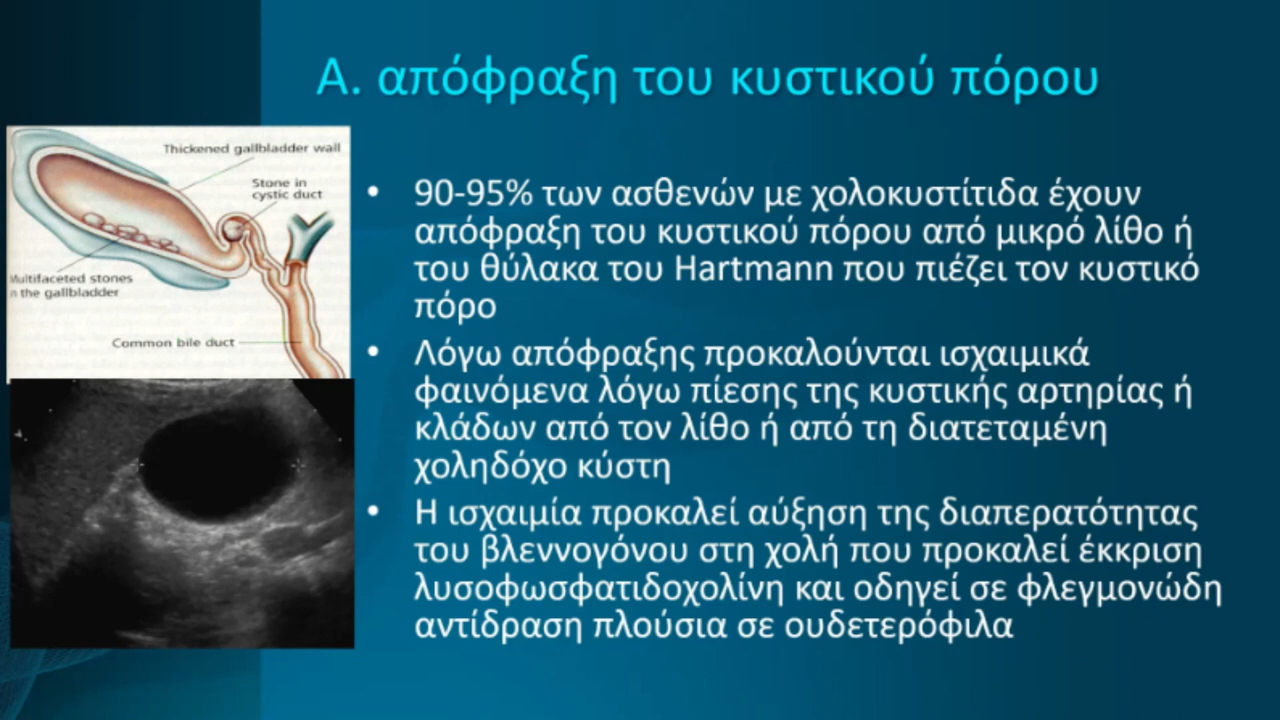 Α. απόφραξη του κυστικού πόρου
Thickened gallbladder wall
Stone in
cystic duct
Multifaceted stones
in the gallbladder
Common bile duct
• 90-95% των ασθενών με χολοκυστίτιδα έχουν
απόφραξη του κυστικού πόρου από μικρό λίθο ή
του θύλακα του Hartmann που πιέζει τον κυστικό
πόρο
• Λόγω απόφραξης προκαλούνται ισχαιμικά
φαινόμενα λόγω πίεσης της κυστικής αρτηρίας ή
κλάδων από τον λίθο ή από τη διατεταμένη
χοληδόχο κύστη
• Η ισχαιμία προκαλεί αύξηση της διαπερατότητας
του βλεννογόνου στη χολή που προκαλεί έκκριση
λυσοφωσφατιδοχολίνη και οδηγεί σε φλεγμονώδη
αντίδραση πλούσια σε ουδετερόφιλα